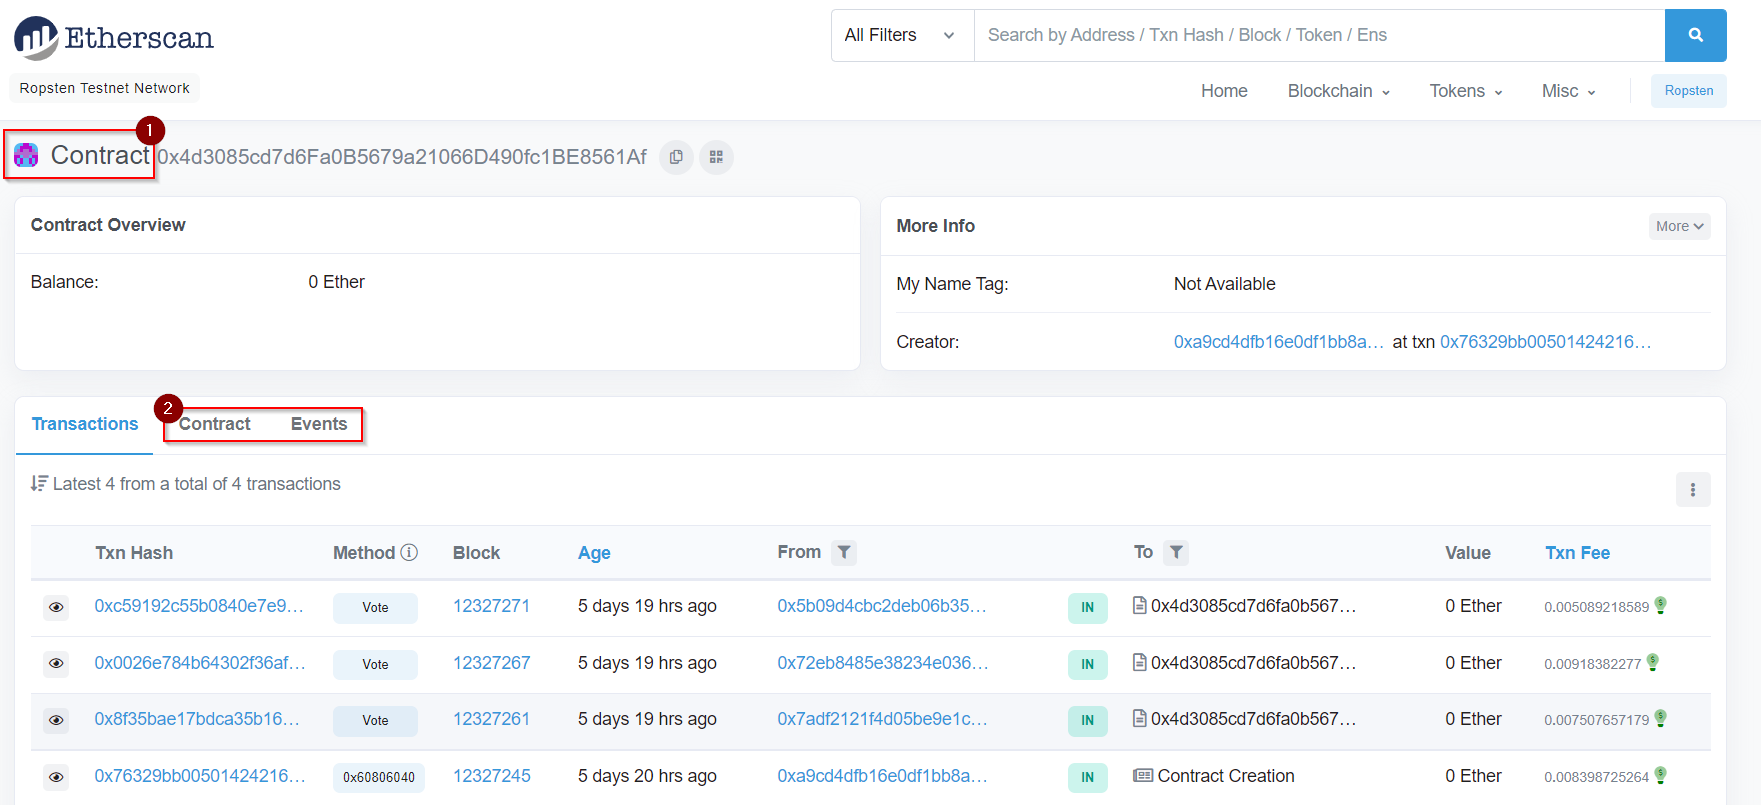 Etherscan
All Filters Search by Address / Txn Hash / Block / Token / Ens
Ropsten Testnet Network
Home Blockchain Tokens Misc Ropsten
1
Contract 0x4d3085cd7d6Fa0B5679a21066D490fc1BE8561Af
Contract Overview
Balance: 0 Ether
More Info More
My Name Tag: Not Available
Creator: 0xa9cd4dfb16e0df1bb8a... at txn 0x76329bb00501424216...
2
Transactions Contract Events
Latest 4 from a total of 4 transactions
Txn Hash Method Block Age From To Value Txn Fee
0xc59192c55b0840e7e9... Vote 12327271 5 days 19 hrs ago 0x5b09d4cbc2deb06b35... IN 0x4d3085cd7d6fa0b567... 0 Ether 0.005089218589
0x0026e784b64302f36af... Vote 12327267 5 days 19 hrs ago 0x72eb8485e38234e036... IN 0x4d3085cd7d6fa0b567... 0 Ether 0.00918382277
0x8f35bae17bdca35b16... Vote 12327261 5 days 19 hrs ago 0x7adf2121f4d05be9e1c... IN 0x4d3085cd7d6fa0b567... 0 Ether 0.007507657179
0x76329bb00501424216... 0x60806040 12327245 5 days 20 hrs ago 0xa9cd4dfb16e0df1bb8a... IN Contract Creation 0 Ether 0.008398725264